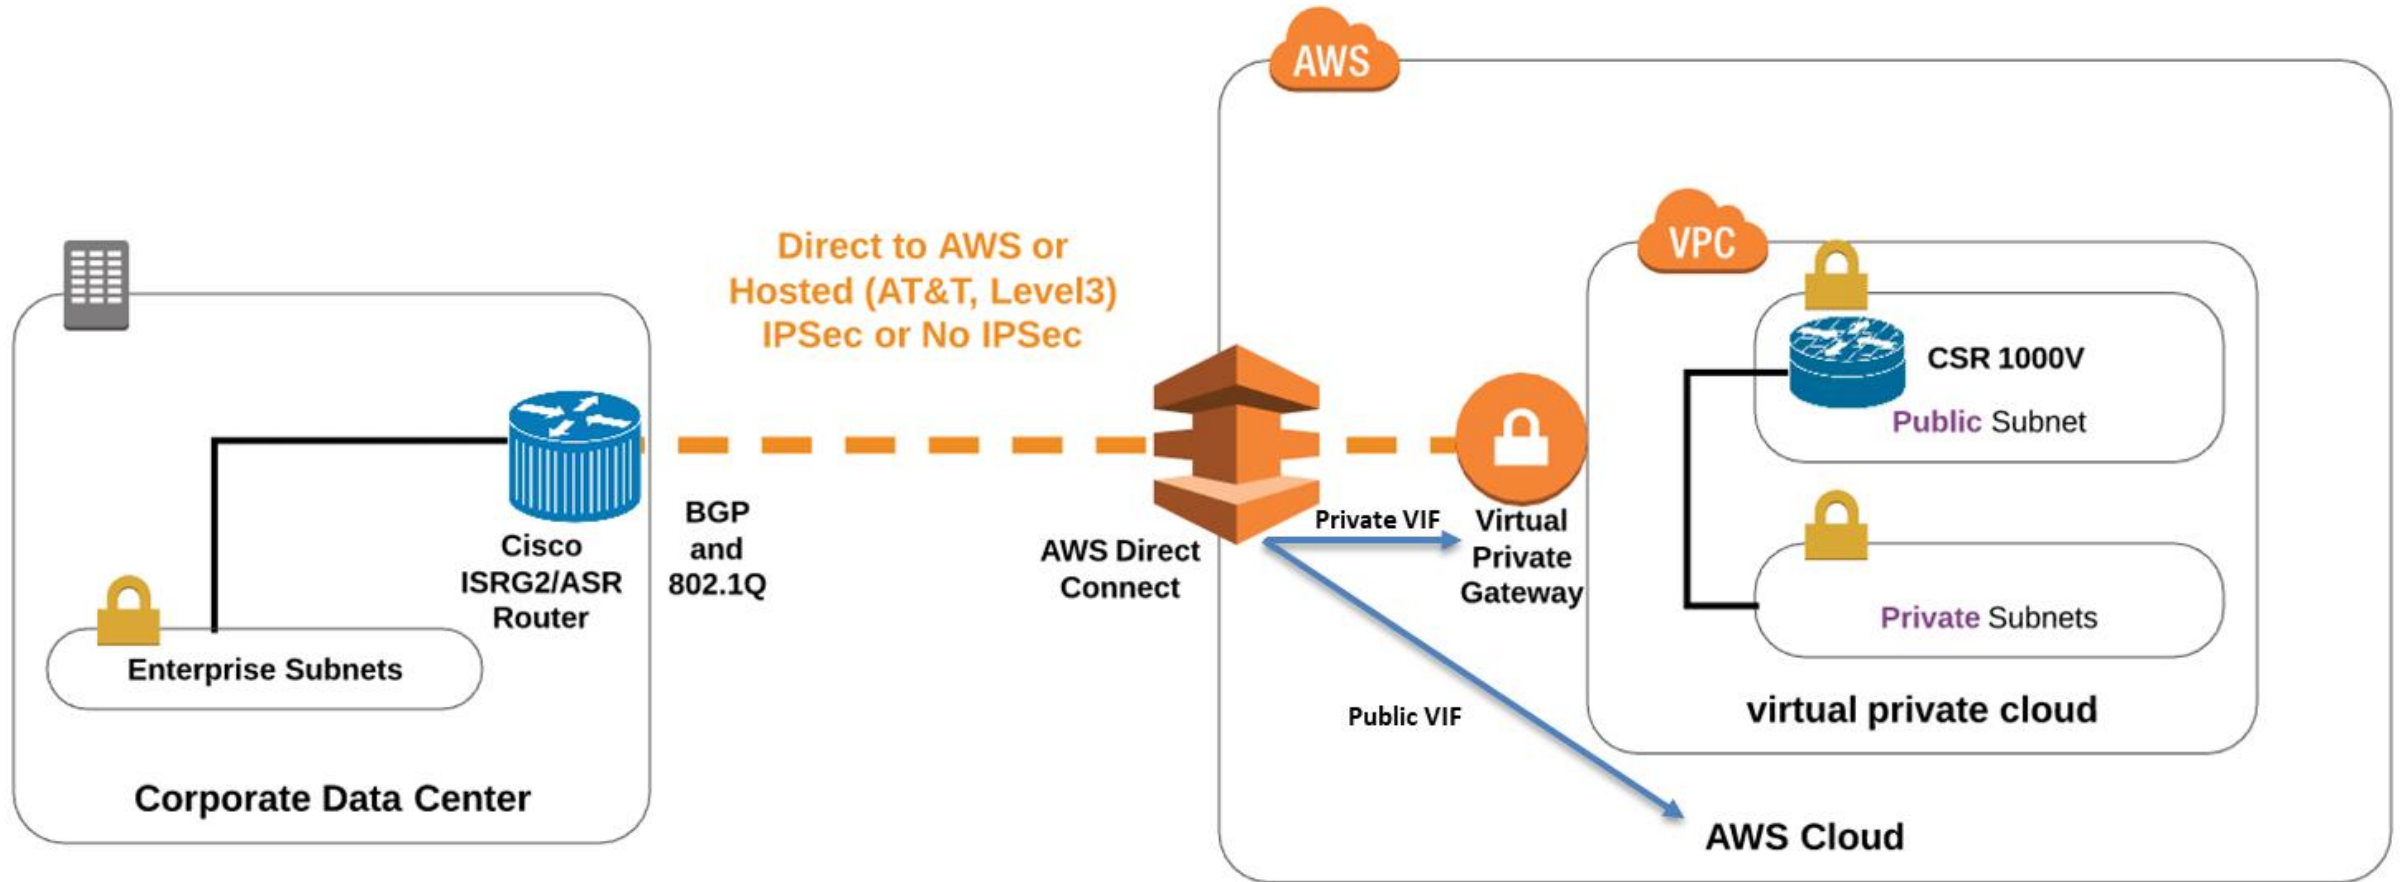 AWS
VPC
Direct to AWS or
Hosted (AT&T, Level3)
IPSec or No IPSec
CSR 1000V
Public Subnet
BGP
and
802.1Q
Cisco
ISRG2/ASR
Router
AWS Direct
Connect
Private VIF
Virtual
Private
Gateway
Private Subnets
Enterprise Subnets
Public VIF
virtual private cloud
Corporate Data Center
AWS Cloud